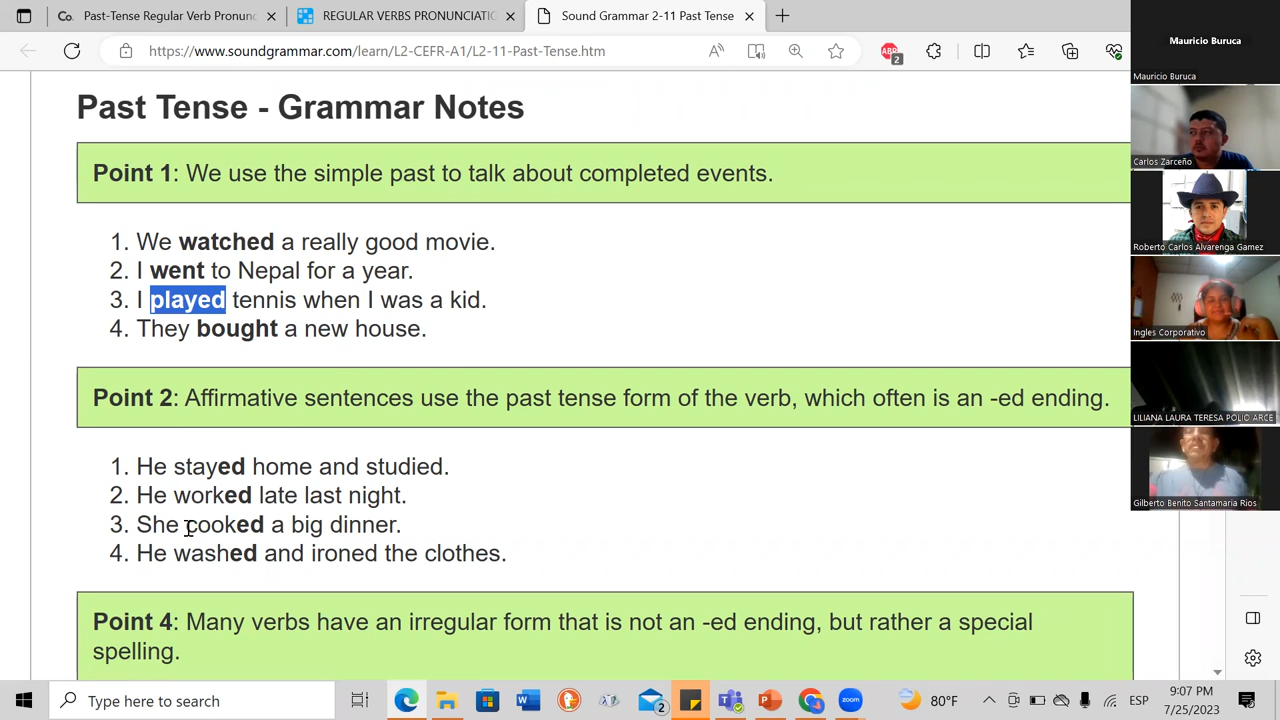 Past-Tense Regular Verb Pronunc
REGULAR VERBS PRONUNCIATIO
Sound Grammar 2-11 Past Tense
https://www.soundgrammar.com/learn/L2-CEFR-A1/L2-11-Past-Tense.htm
ABP
2
Past Tense - Grammar Notes
Point 1: We use the simple past to talk about completed events.
1. We watched a really good movie.
2. I went to Nepal for a year.
3. I played tennis when I was a kid.
4. They bought a new house.
Point 2: Affirmative sentences use the past tense form of the verb, which often is an -ed ending.
1. He stayed home and studied.
2. He worked late last night.
3. She cooked a big dinner.
4. He washed and ironed the clothes.
Point 4: Many verbs have an irregular form that is not an -ed ending, but rather a special
spelling.
Mauricio Buruca
Mauricio Buruca
Carlos Zarceño
Roberto Carlos Alvarenga Gamez
Ingles Corporativo
LILIANA LAURA TERESA POLIO ARCE
Gilberto Benito Santamaria Rios
Type here to search
2
80°F
ESP
9:07 PM
7/25/2023